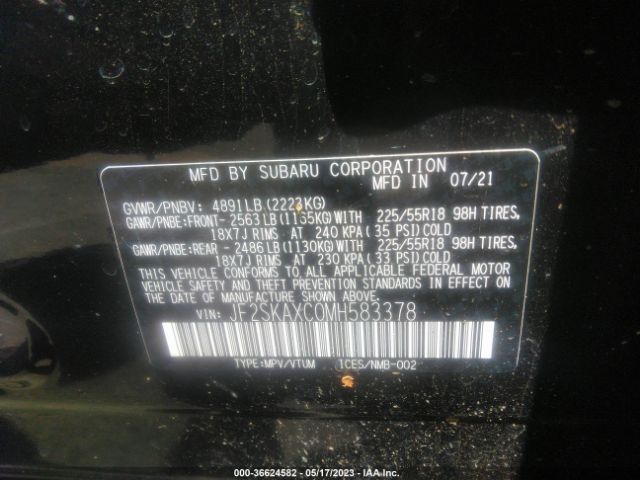 MFD BY SUBARU CORPORATION
MFD IN 07/21
GVWR/PNBV: 4891LB(2223KG)
GAWR/PNBE:FRONT- 2563LB(1165KG)WITH 225/55R18 98H TIRES,
18X7J RIMS AT 240 KPA(35 PSI)COLD
GAWR/PNBE:REAR - 2486LB(1130KG)WITH 225/55R18 98H TIRES,
18X7J RIMS AT 230 KPA(33 PSI)COLD
THIS VEHICLE CONFORMS TO ALL APPLICABLE FEDERAL MOTOR
VEHICLE SAFETY AND THEFT PREVENTION STANDARDS IN EFFECT ON
THE DATE OF MANUFACTURE SHOWN ABOVE.
VIN: JF2SKAXC0MH583378
TYPE:MPV/VTUM ICES/NMB-002
000-36624582 - 05/17/2023 - IAA Inc.